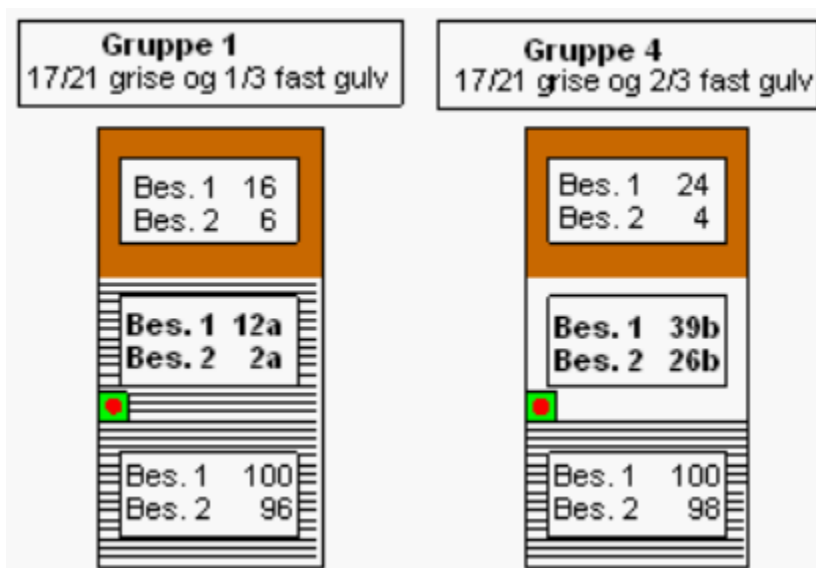 Gruppe 1
17/21 grise og 1/3 fast gulv
Bes. 1 16
Bes. 2 6
Bes. 1 12a
Bes. 2 2a
Bes. 1 100
Bes. 2 96
Gruppe 4
17/21 grise og 2/3 fast gulv
Bes. 1 24
Bes. 2 4
Bes. 1 39b
Bes. 2 26b
Bes. 1 100
Bes. 2 98